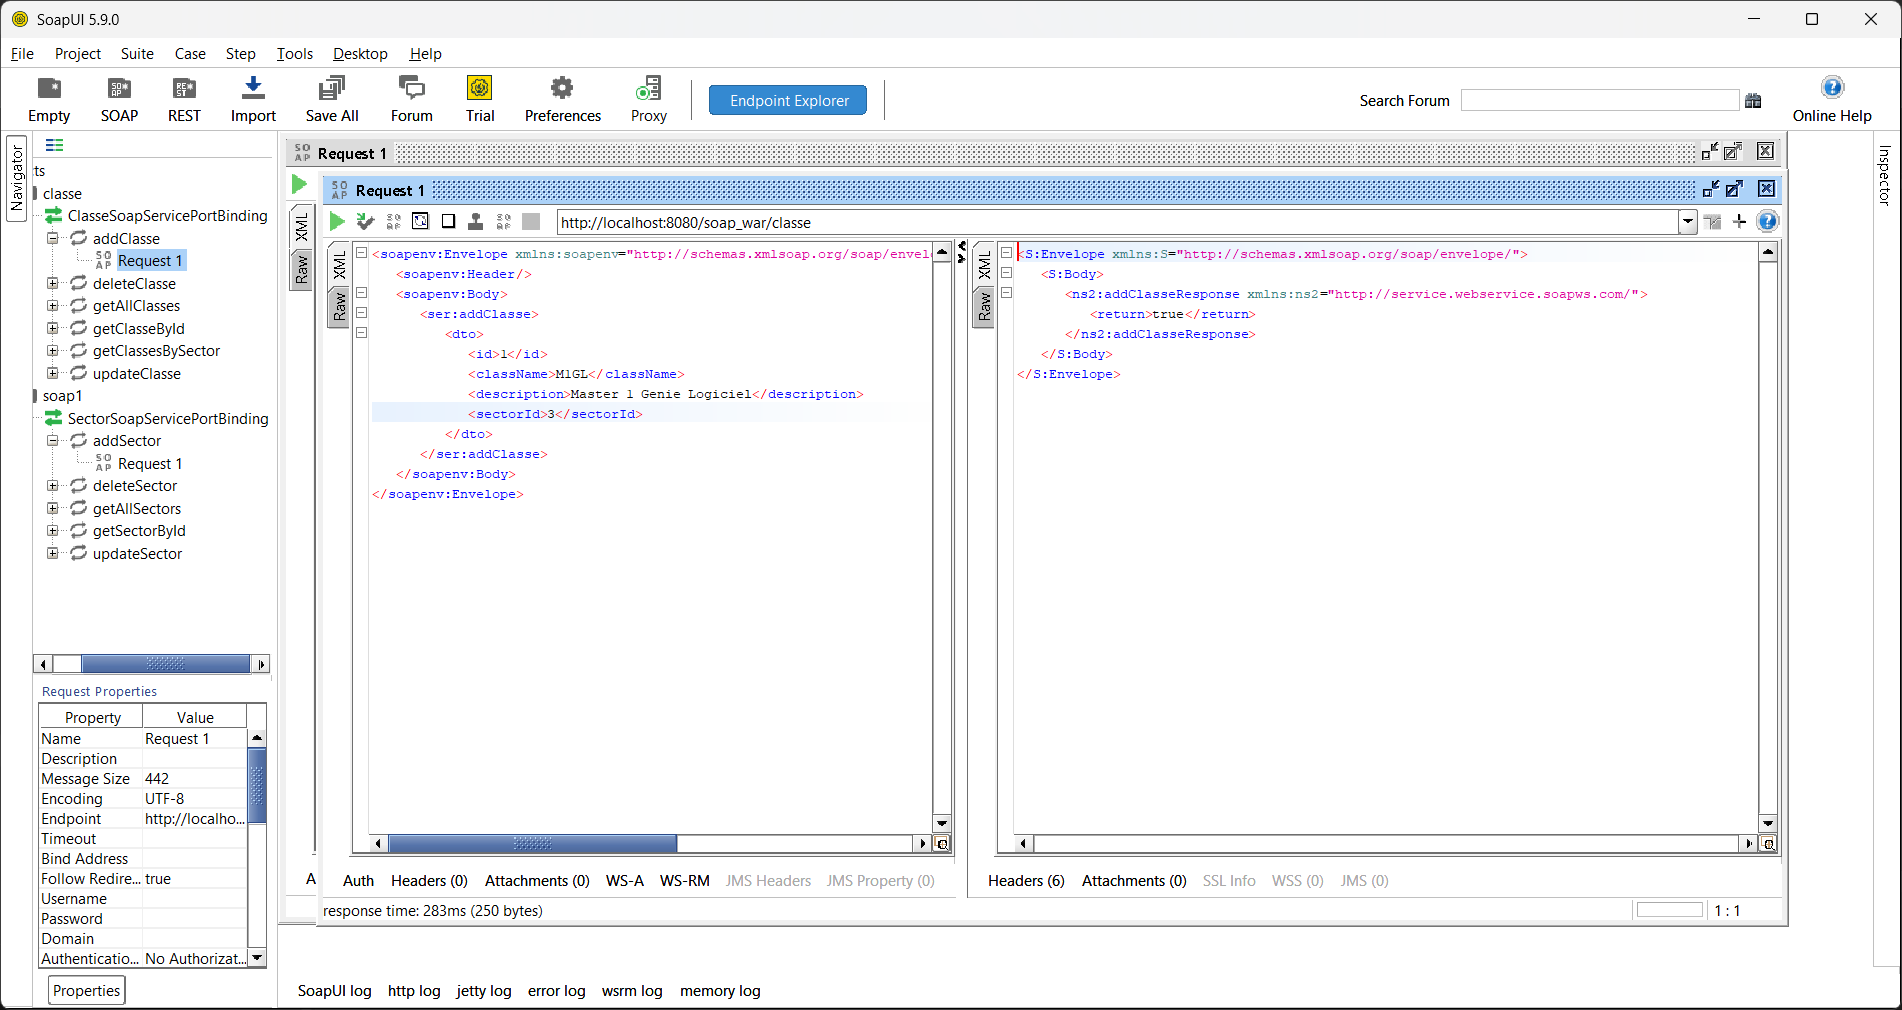 SoapUI 5.9.0
File Project Suite Case Step Tools Desktop Help
Empty SOAP REST Import Save All Forum Trial Preferences Proxy Endpoint Explorer Search Forum Online Help
Navigator
Inspector
ts
classe
ClasseSoapServicePortBinding
addClasse
SOAP Request 1
deleteClasse
getAllClasses
getClasseById
getClassesBySector
updateClasse
soap1
SectorSoapServicePortBinding
addSector
SOAP Request 1
deleteSector
getAllSectors
getSectorById
updateSector
Request Properties
Property Value
Name Request 1
Description
Message Size 442
Encoding UTF-8
Endpoint http://localho...
Timeout
Bind Address
Follow Redire... true
Username
Password
Domain
Authenticatio... No Authorizat...
Properties
SOAP Request 1
XML
Raw
A
SOAP Request 1
http://localhost:8080/soap_war/classe
XML
Raw
<soapenv:Envelope xmlns:soapenv="http://schemas.xmlsoap.org/soap/envel
<soapenv:Header/>
<soapenv:Body>
<ser:addClasse>
<dto>
<id>1</id>
<className>M1GL</className>
<description>Master 1 Genie Logiciel</description>
<sectorId>3</sectorId>
</dto>
</ser:addClasse>
</soapenv:Body>
</soapenv:Envelope>
Auth Headers (0) Attachments (0) WS-A WS-RM JMS Headers JMS Property (0)
XML
Raw
<S:Envelope xmlns:S="http://schemas.xmlsoap.org/soap/envelope/">
<S:Body>
<ns2:addClasseResponse xmlns:ns2="http://service.webservice.soapws.com/">
<return>true</return>
</ns2:addClasseResponse>
</S:Body>
</S:Envelope>
Headers (6) Attachments (0) SSL Info WSS (0) JMS (0)
response time: 283ms (250 bytes)
1 : 1
SoapUI log http log jetty log error log wsrm log memory log